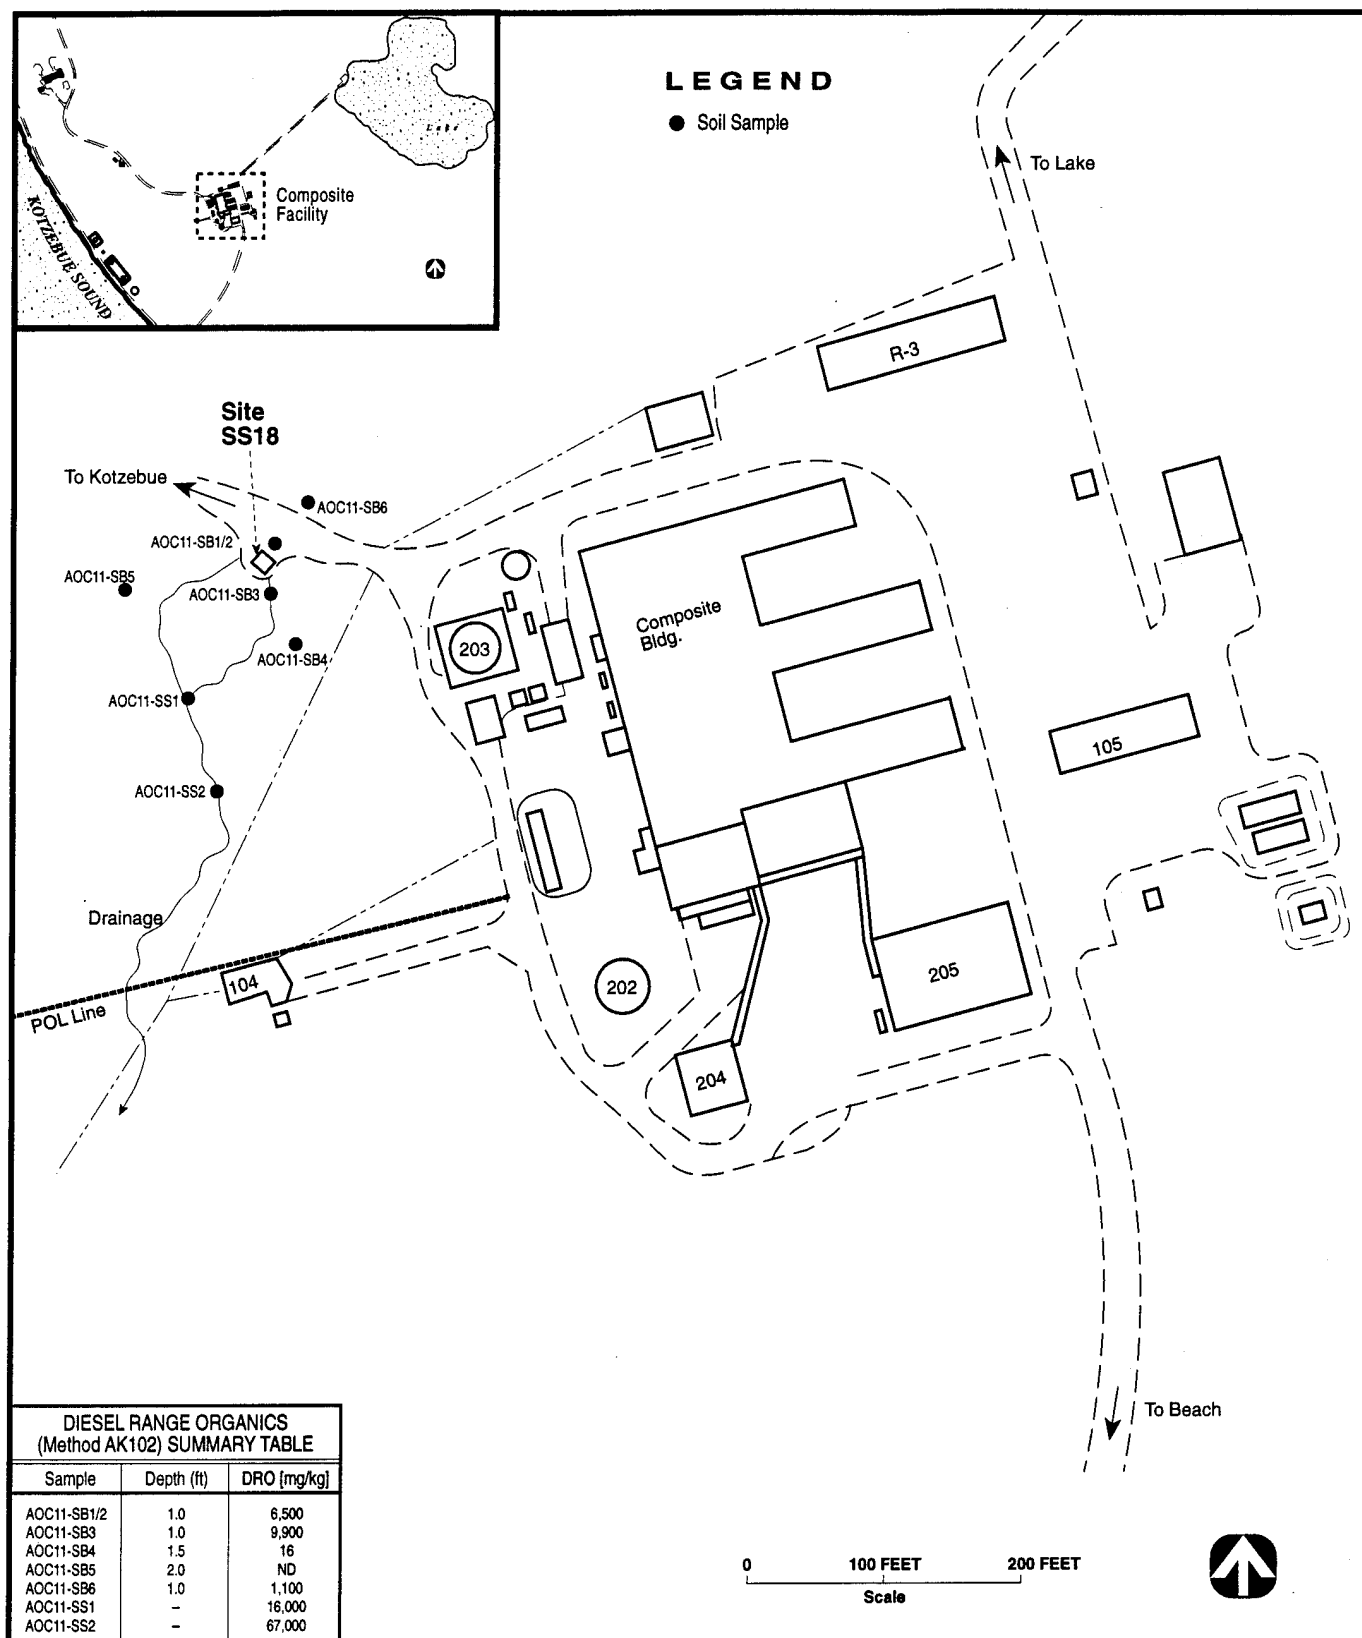 LEGEND
Soil Sample
Lake
Composite
Facility
KOTZEBUE SOUND
To Lake
R-3
Site
SS18
To Kotzebue
AOC11-SB6
AOC11-SB1/2
AOC11-SB5
AOC11-SB3
203
Composite
Bldg.
AOC11-SB4
AOC11-SS1
105
AOC11-SS2
Drainage
104
202
205
POL Line
204
To Beach
DIESEL RANGE ORGANICS
(Method AK102) SUMMARY TABLE
Sample Depth (ft) DRO [mg/kg]
AOC11-SB1/2 1.0 6,500
AOC11-SB3 1.0 9,900
AOC11-SB4 1.5 16
AOC11-SB5 2.0 ND
AOC11-SB6 1.0 1,100
AOC11-SS1 – 16,000
AOC11-SS2 – 67,000
0 100 FEET 200 FEET
Scale